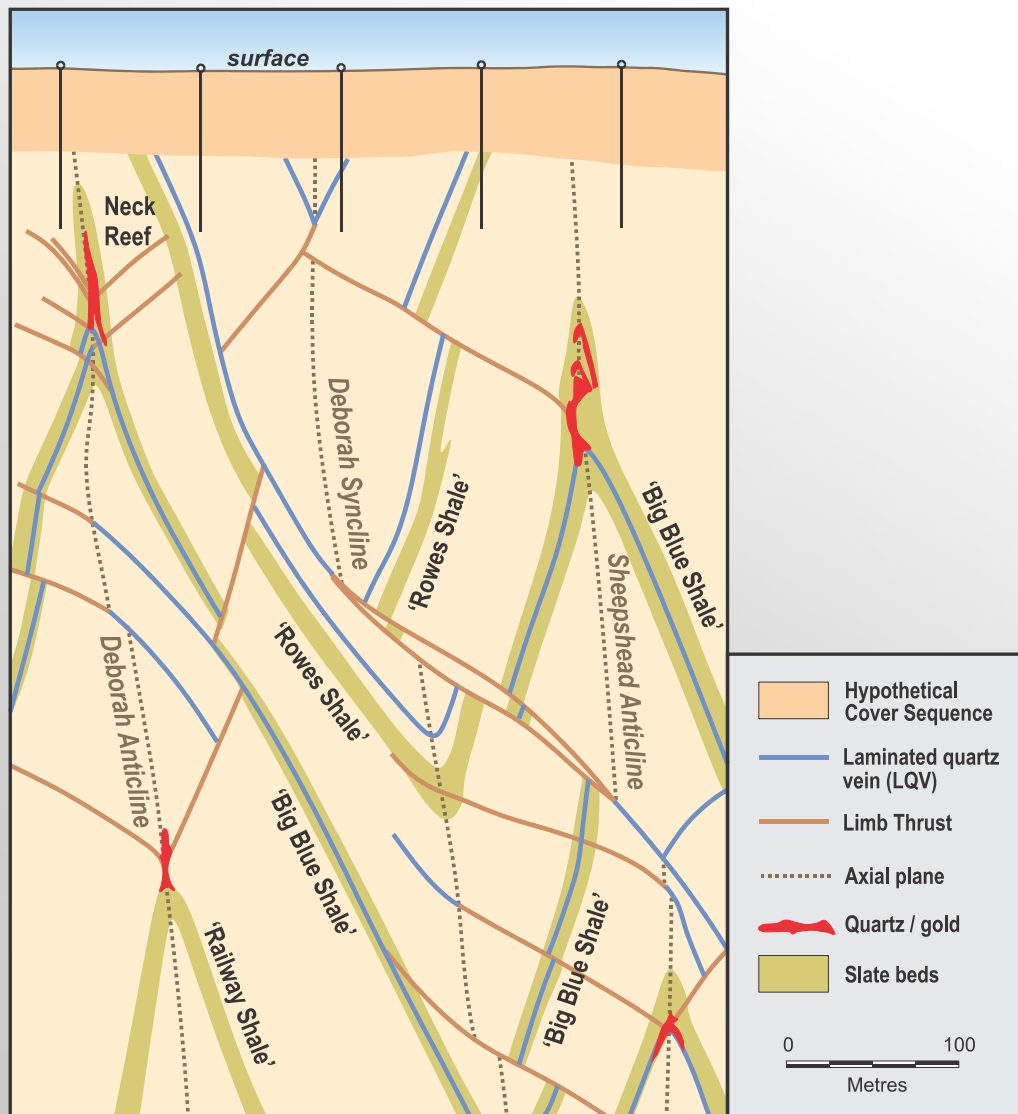 surface
Neck
Reef
Deborah Syncline
'Rowes Shale'
'Big Blue Shale'
Sheepshead Anticline
'Rowes Shale'
Deborah Anticline
'Big Blue Shale'
'Big Blue Shale'
'Railway Shale'
Hypothetical
Cover Sequence
Laminated quartz
vein (LQV)
Limb Thrust
Axial plane
Quartz / gold
Slate beds
0 100
Metres